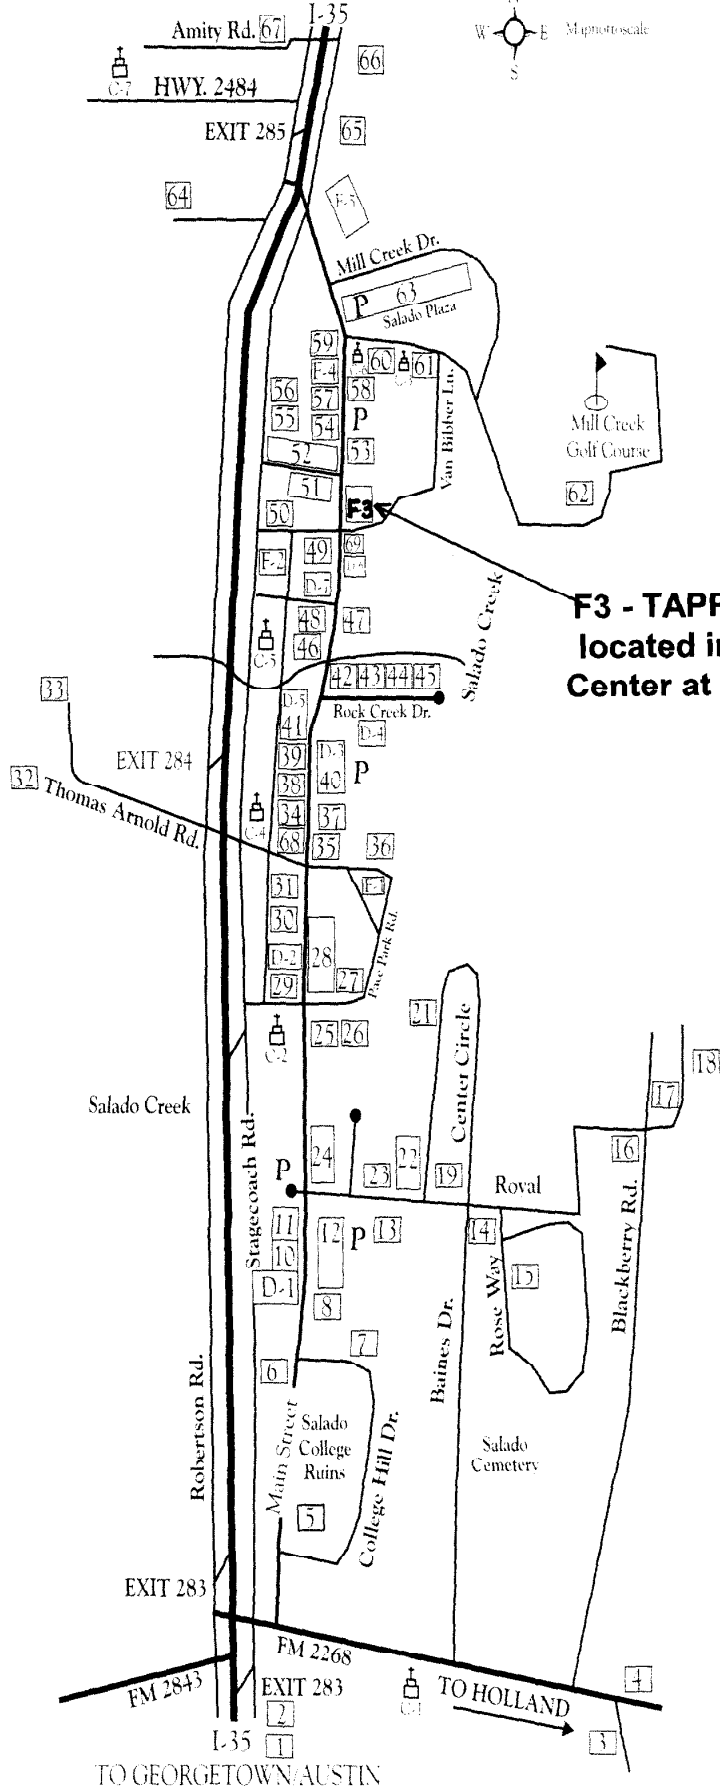 I-35
Amity Rd. 67
W E Mapnottoscale
S
66
C-7 HWY. 2484
EXIT 285 65
64
F-5
Mill Creek Dr.
P 63
Salado Plaza
59
60 61
F-4
56 57 58
55 54 P
52 53
Van Bibber Ln.
Mill Creek
Golf Course
62
51
50 F3
F-2 49 69
D-7
48 47
C-5 46
Salado Creek
F3 - TAPP
located in
Center at
42 43 44 45
33
D-5
41 Rock Creek Dr.
D-4
EXIT 284 39 D-3
38 40 P
32 Thomas Arnold Rd.
C-4 34 37
68 35 36
31 F-1
30
D-2 28
29 27 Pace Park Rd.
C-2 25 26 21
Center Circle
18
17
Salado Creek
Stagecoach Rd.
24 22
P 23 19 16
Royal
11 12 P 13 14
10 15
D-1
8
Rose Way
Blackberry Rd.
7
6
Baines Dr.
Robertson Rd.
Main Street
Salado
College
Ruins
College Hill Dr.
Salado
Cemetery
5
EXIT 283
FM 2268
FM 2843
EXIT 283
C-1
TO HOLLAND
4
2
I-35 1
3
TO GEORGETOWN/AUSTIN